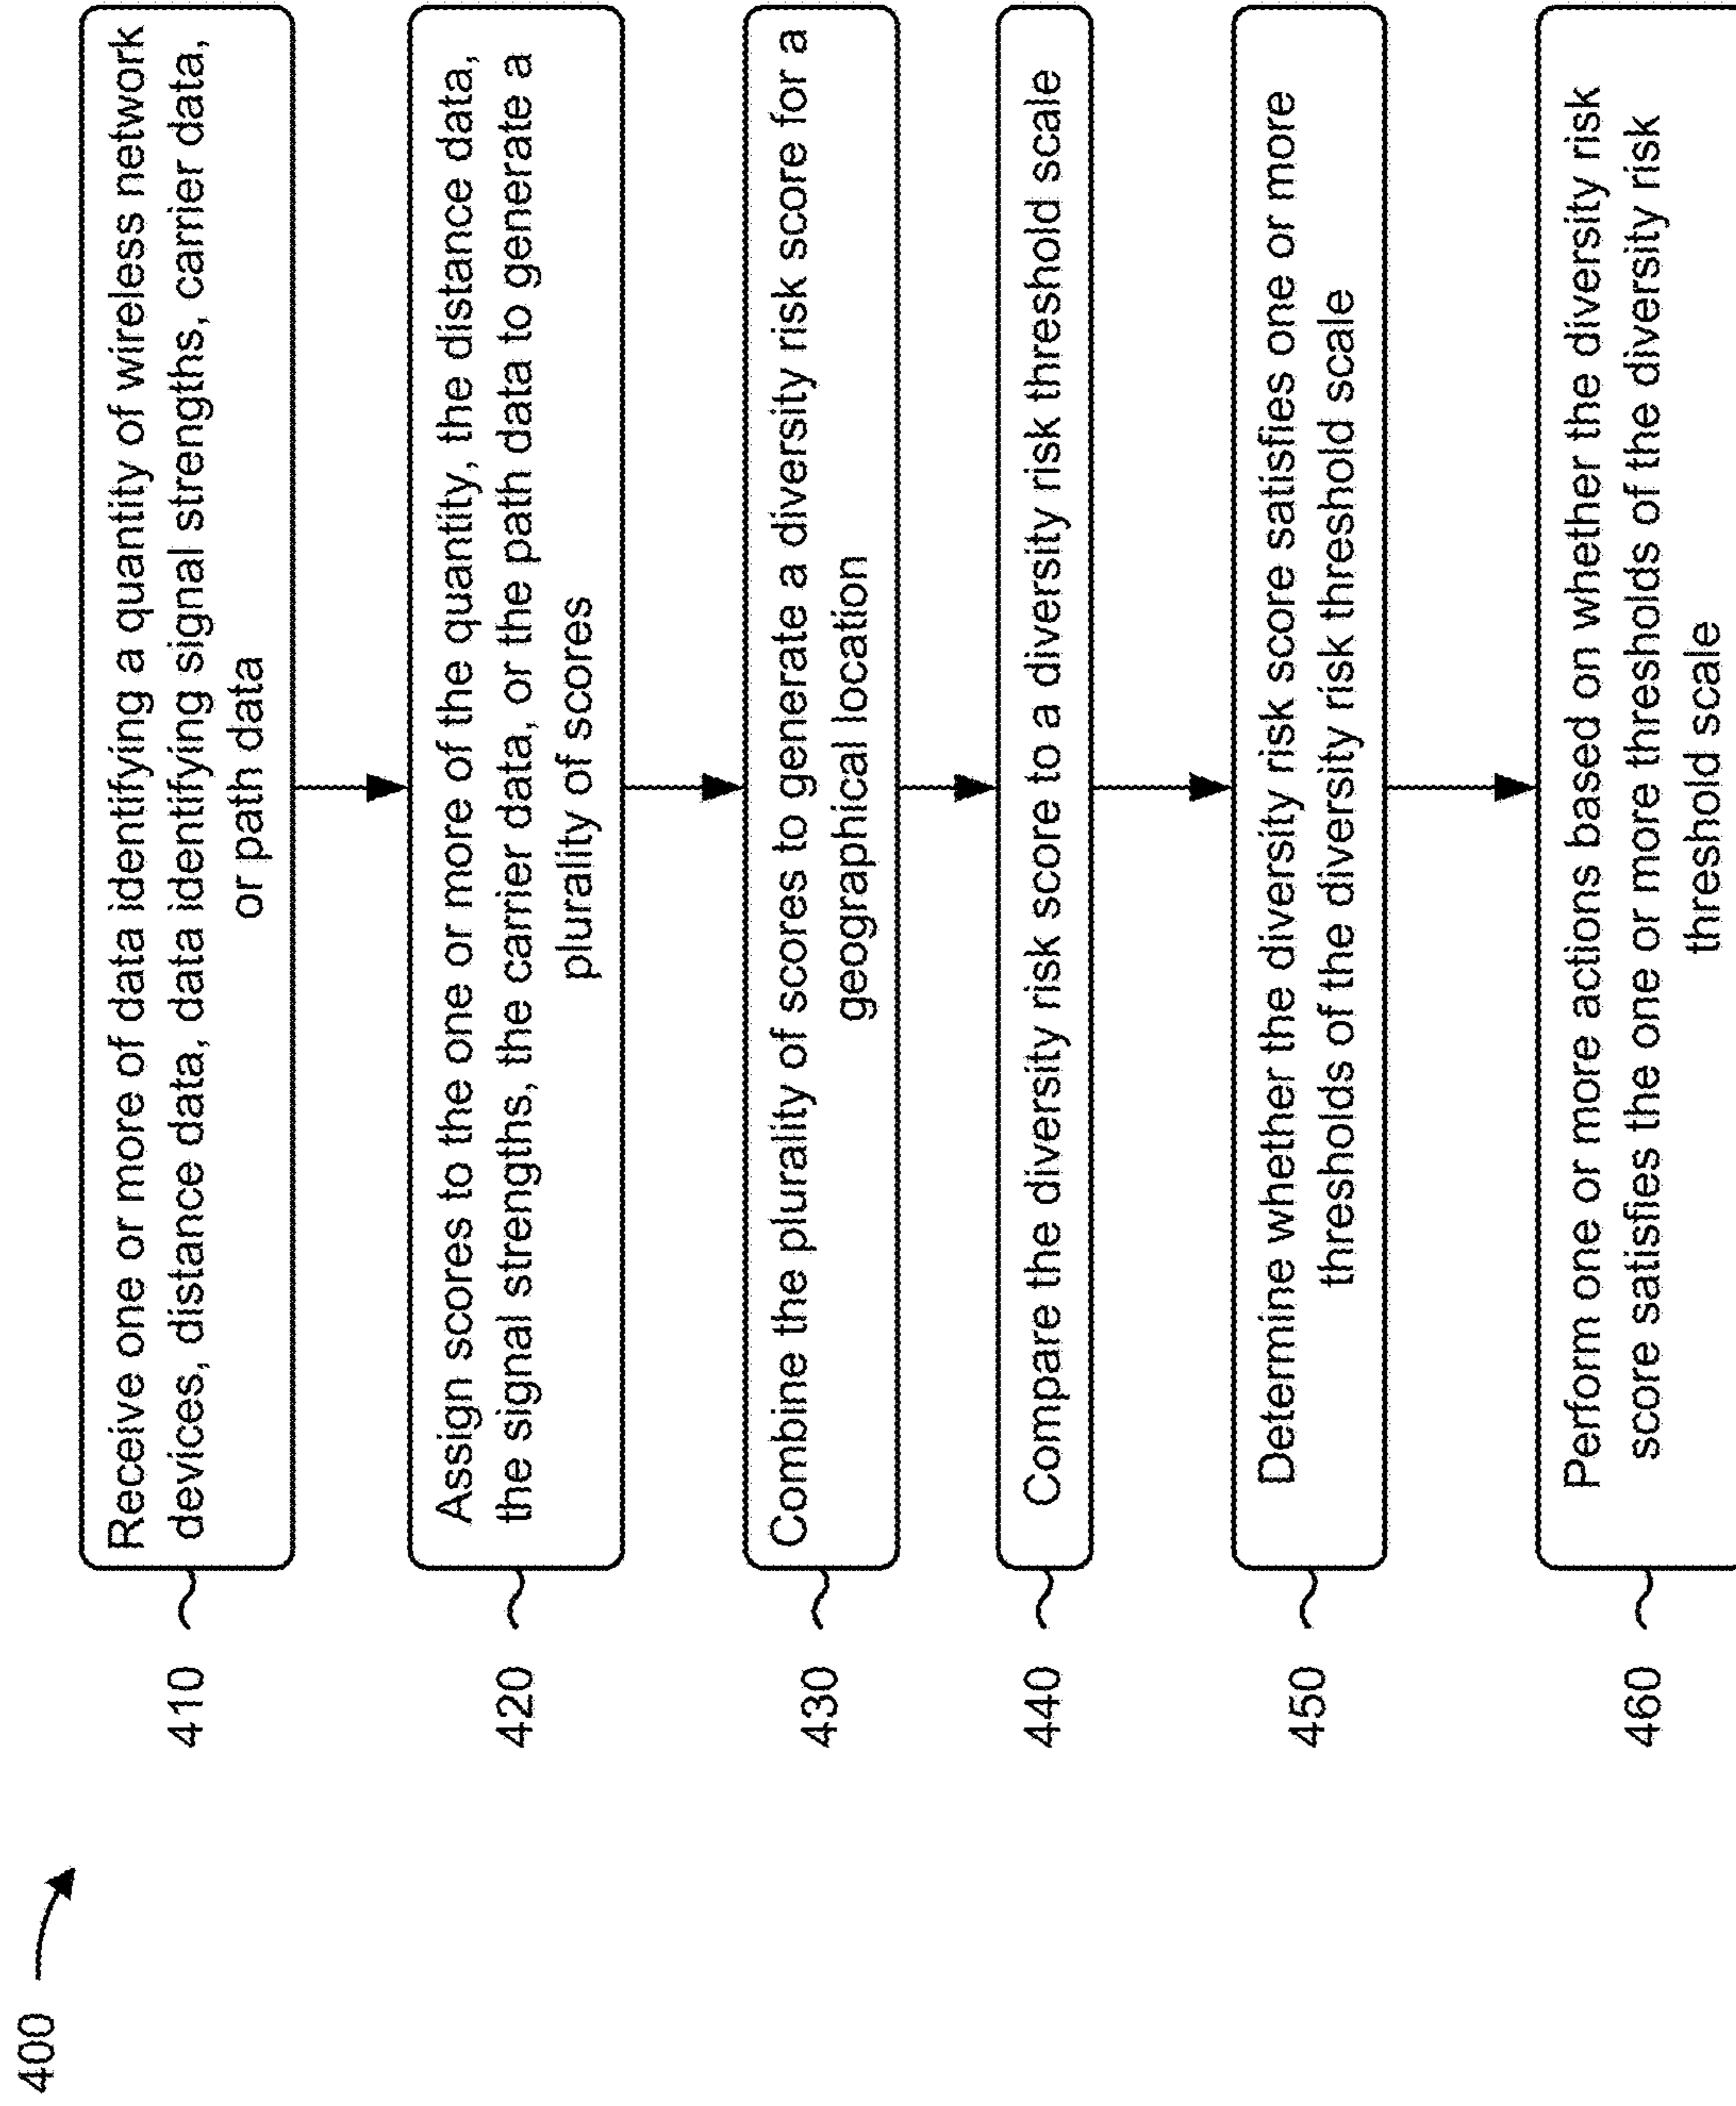 400
410
Receive one or more of data identifying a quantity of wireless network
devices, distance data, data identifying signal strengths, carrier data,
or path data
420
Assign scores to the one or more of the quantity, the distance data,
the signal strengths, the carrier data, or the path data to generate a
plurality of scores
430
Combine the plurality of scores to generate a diversity risk score for a
geographical location
440
Compare the diversity risk score to a diversity risk threshold scale
450
Determine whether the diversity risk score satisfies one or more
thresholds of the diversity risk threshold scale
460
Perform one or more actions based on whether the diversity risk
score satisfies the one or more thresholds of the diversity risk
threshold scale